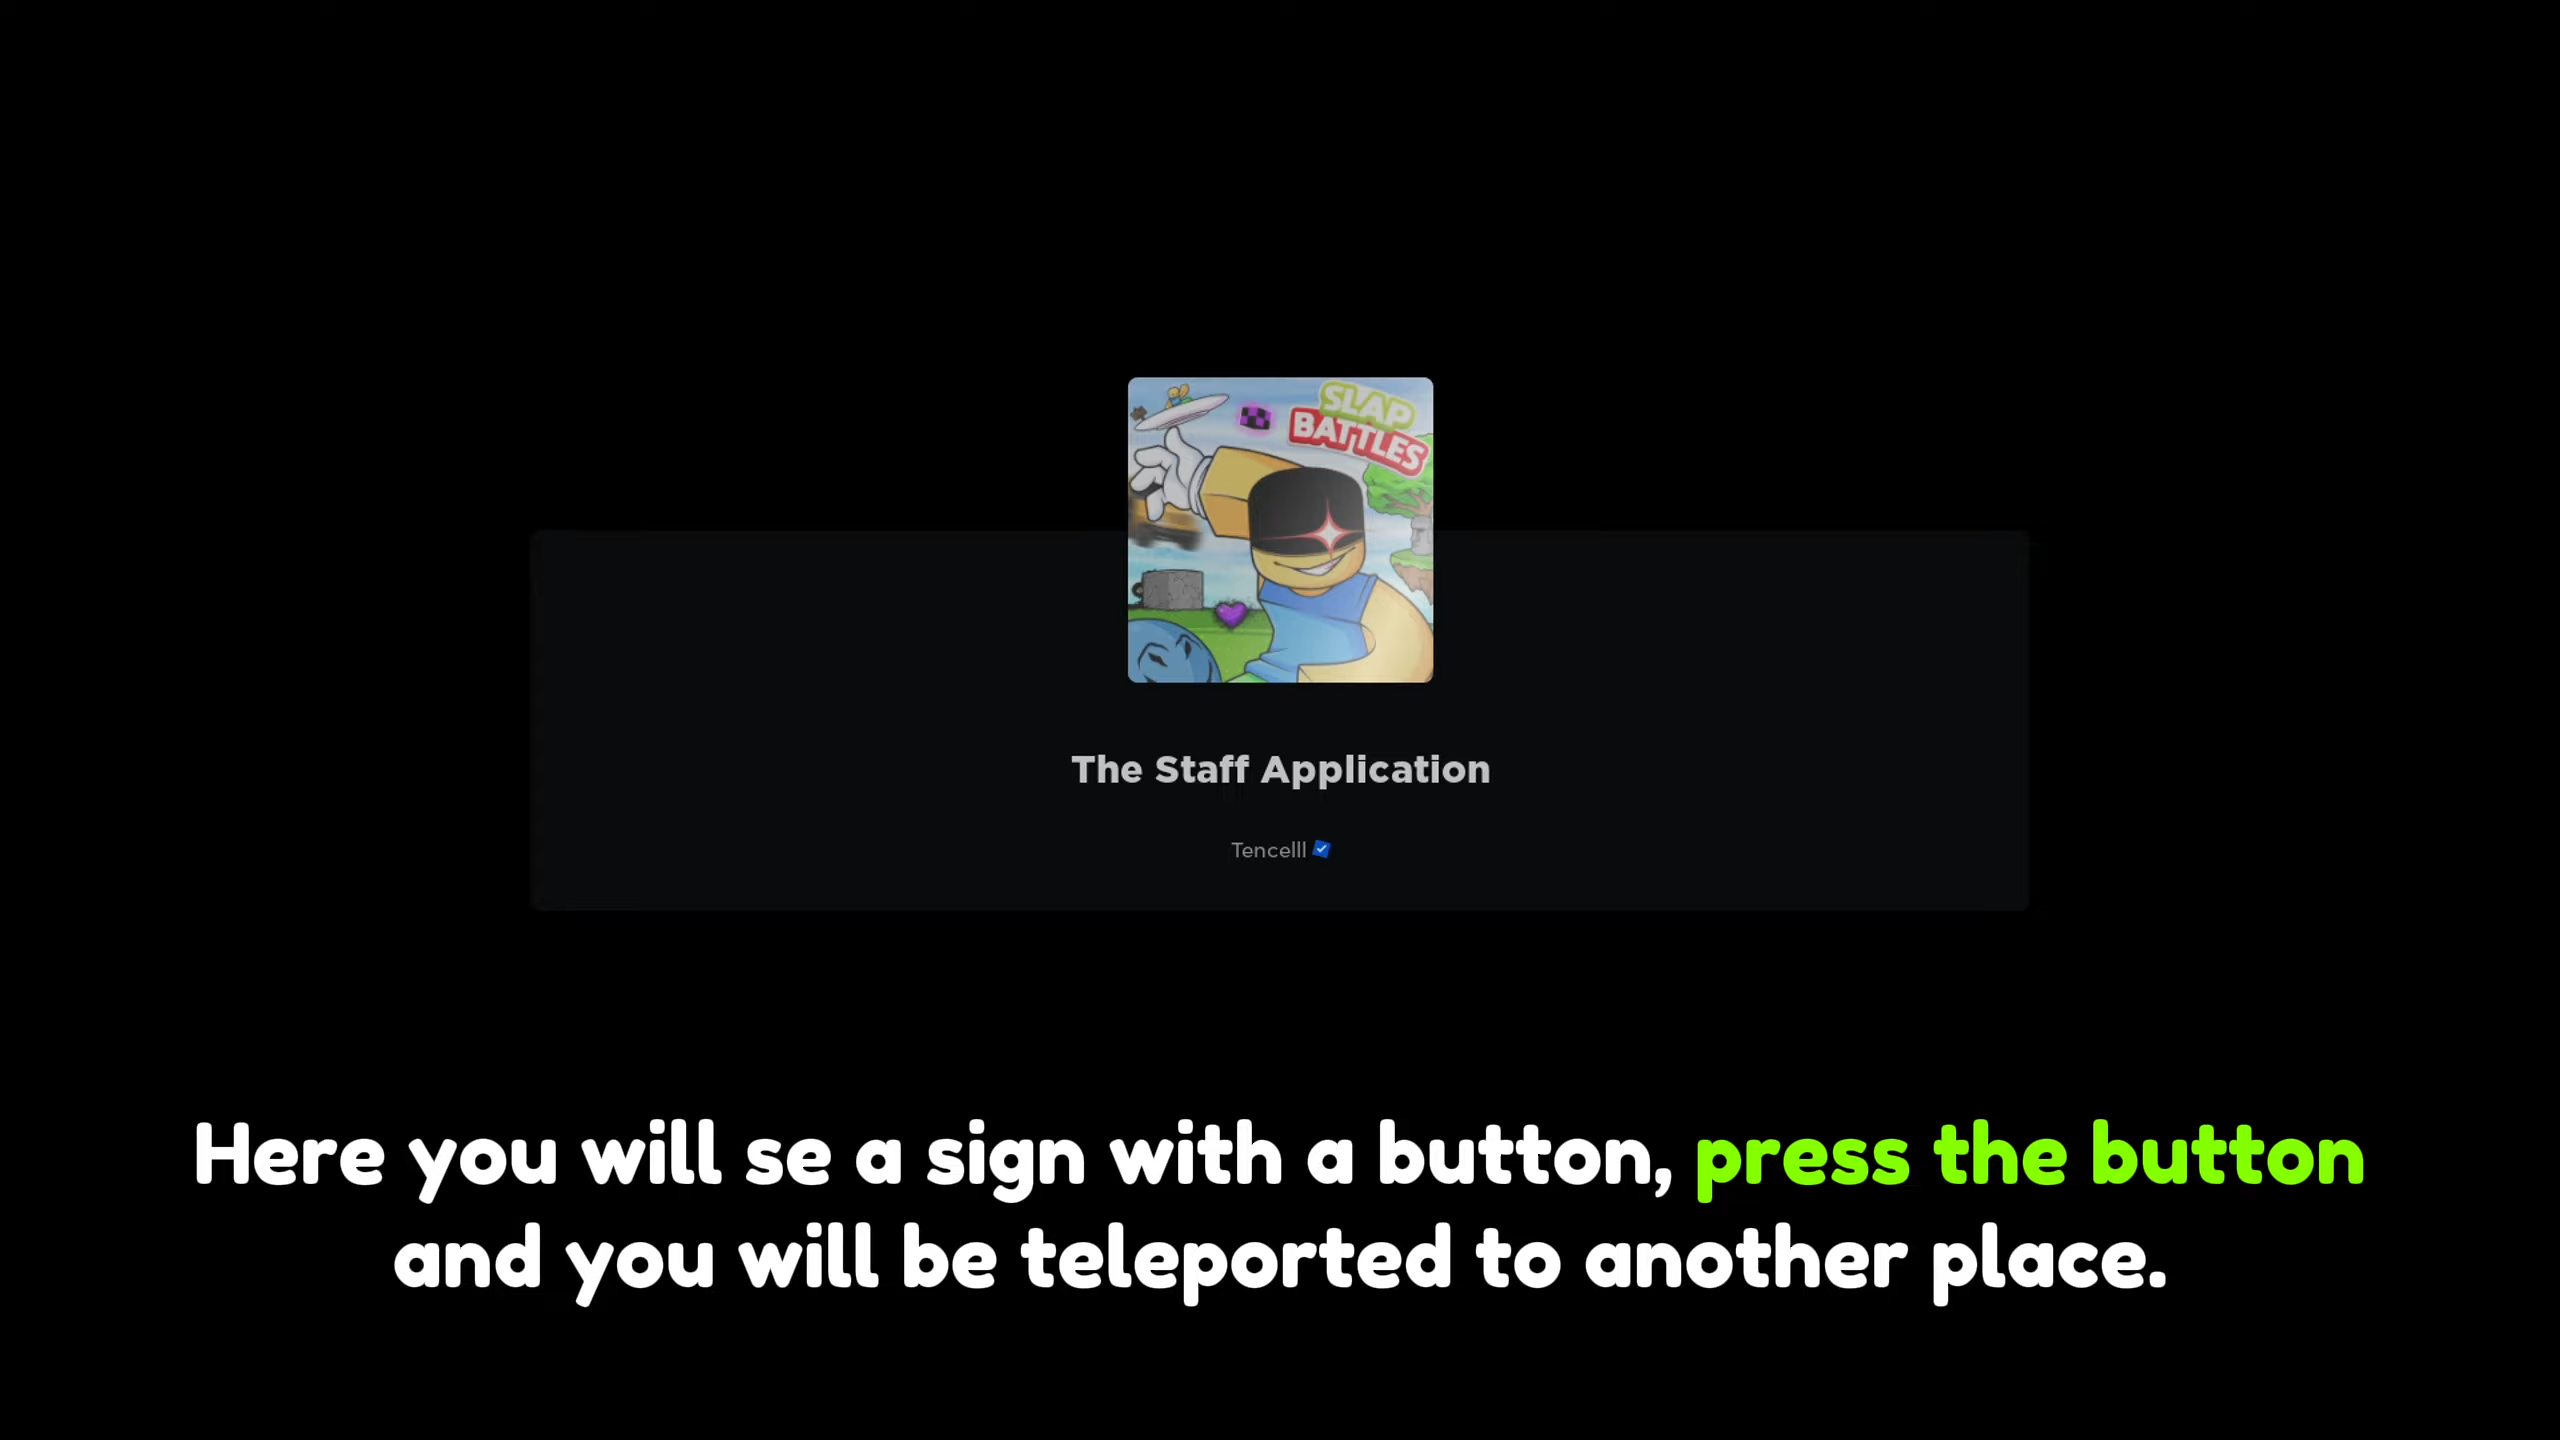 SLAP
BATTLES
The Staff Application
Tencelll
Here you will se a sign with a button, press the button
and you will be teleported to another place.